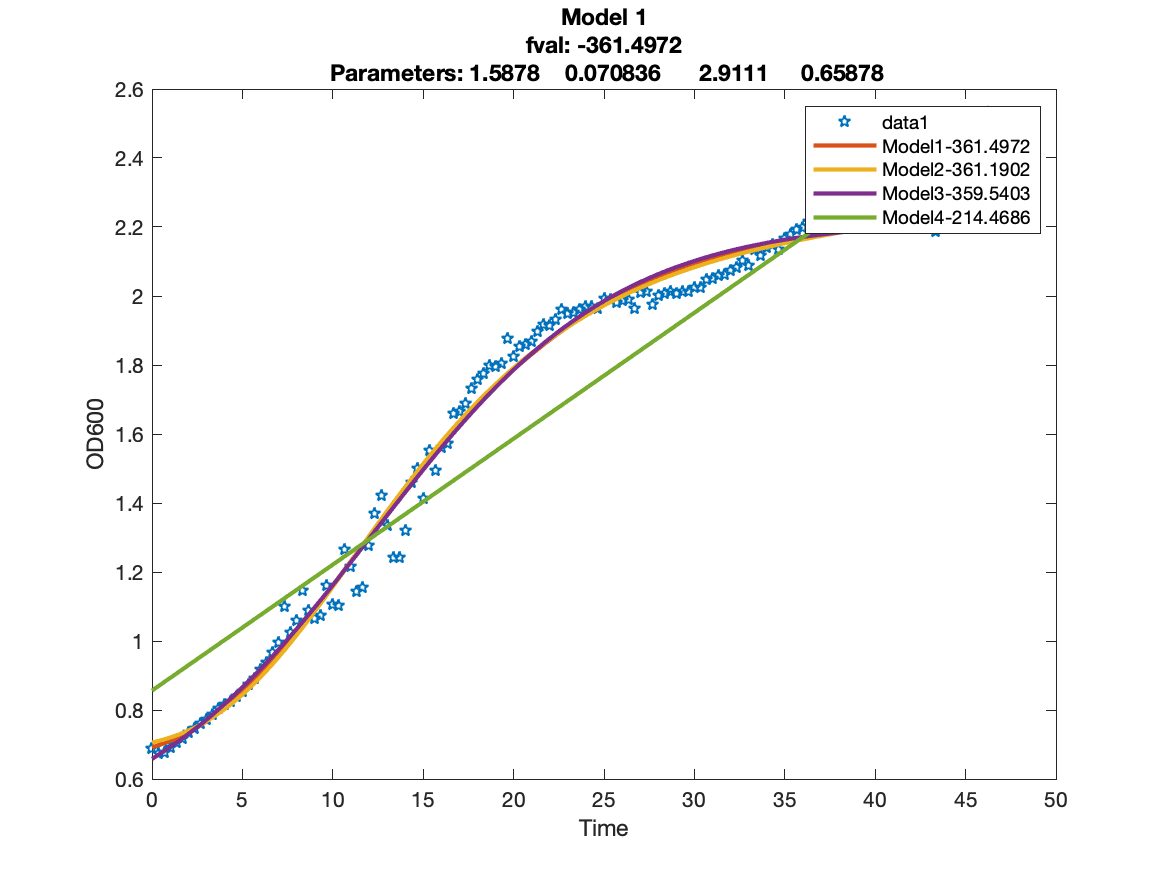 Model 1
fval: -361.4972
Parameters: 1.5878 0.070836 2.9111 0.65878
2.6
2.4
2.2
2
1.8
1.6
1.4
1.2
1
0.8
0.6
OD600
data1
Model1-361.4972
Model2-361.1902
Model3-359.5403
Model4-214.4686
0 5 10 15 20 25 30 35 40 45 50
Time